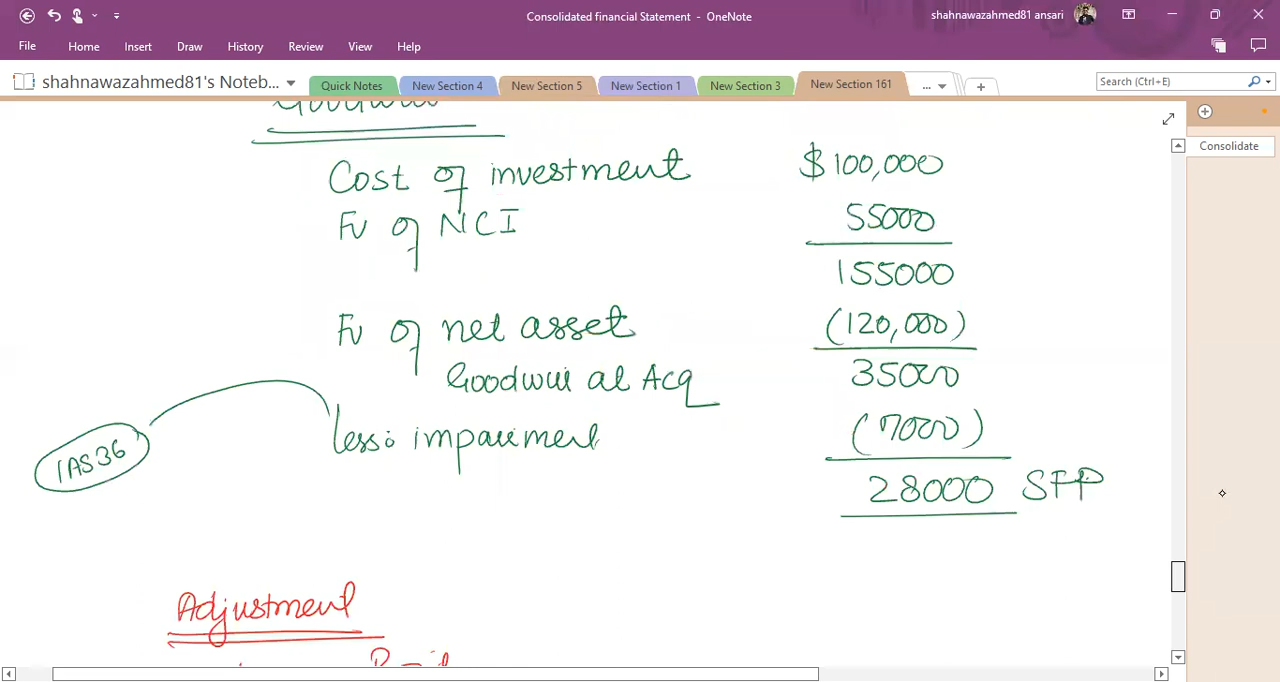 Consolidated financial Statement - OneNote
shahnawazahmed81 ansari
File Home Insert Draw History Review View Help
shahnawazahmed81's Noteb... Quick Notes New Section 4 New Section 5 New Section 1 New Section 3 New Section 161 ... +
Search (Ctrl+E)
Consolidate
Goodwill
Cost of investment $100,000
Fv of NCI 55000
155000
Fv of net asset (120,000)
Goodwill at Acq 35000
less: impairment (7000)
IAS 36
28000 SFP
Adjustment